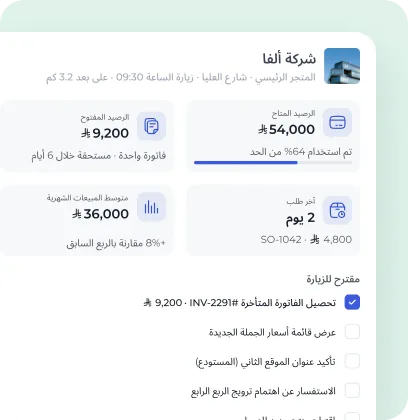 شركة ألفا
المتجر الرئيسي · شارع العليا · زيارة الساعة 09:30 · على بعد 3.2 كم
الرصيد المتاح
54,000
تم استخدام 64% من الحد
الرصيد المفتوح
9,200
فاتورة واحدة · مستحقة خلال 6 أيام
آخر طلب
2 يوم
4,800 · SO-1042
متوسط المبيعات الشهرية
36,000
+8% مقارنة بالربع السابق
مقترح للزيارة
تحصيل الفاتورة المتأخرة #INV-2291 · 9,200
عرض قائمة أسعار الجملة الجديدة
تأكيد عنوان الموقع الثاني (المستودع)
الاستفسار عن اهتمام ترويج الربع الرابع